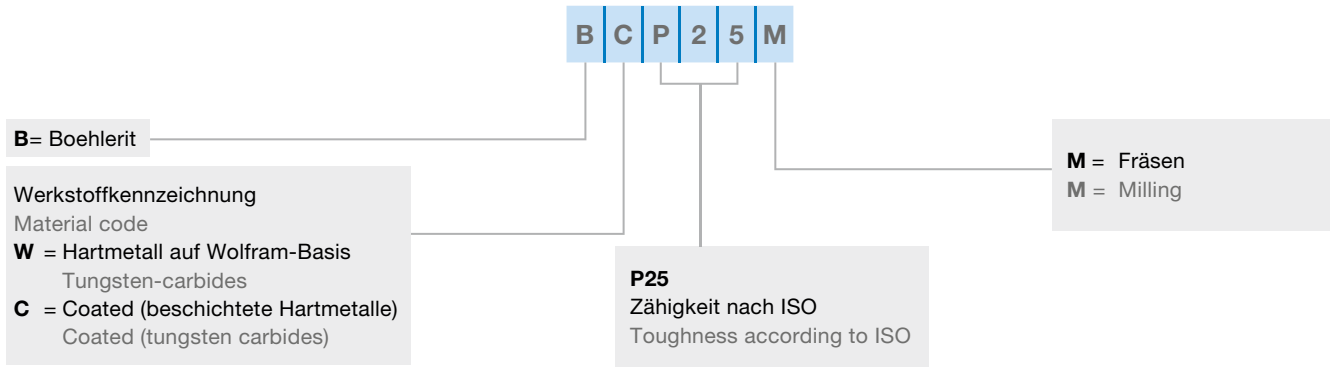 B C P 2 5 M
B= Boehlerit
Werkstoffkennzeichnung
Material code
W = Hartmetall auf Wolfram-Basis
Tungsten-carbides
C = Coated (beschichtete Hartmetalle)
Coated (tungsten carbides)
P25
Zähigkeit nach ISO
Toughness according to ISO
M = Fräsen
M = Milling